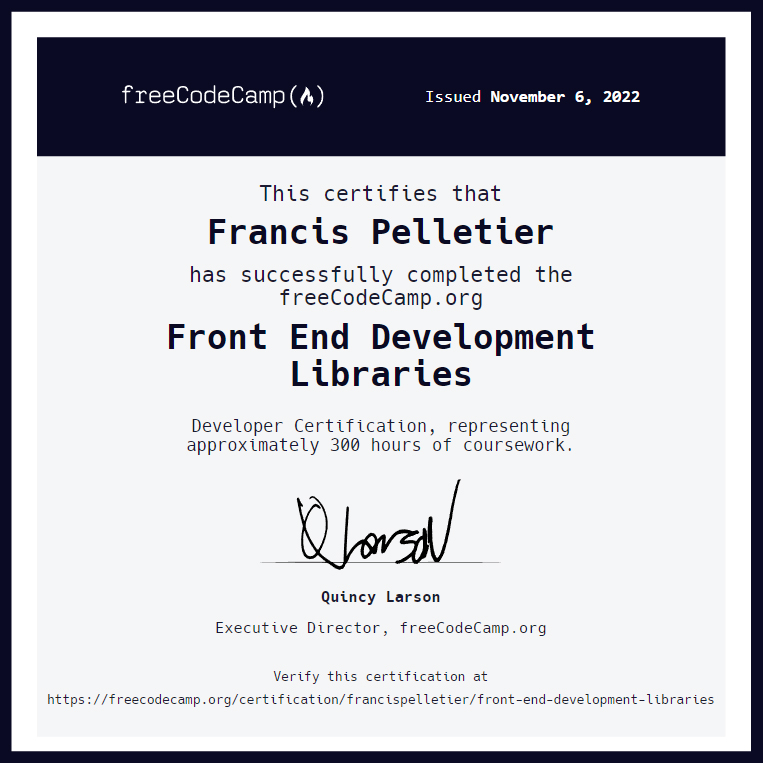 freeCodeCamp
Issued November 6, 2022
This certifies that
Francis Pelletier
has successfully completed the
freeCodeCamp.org
Front End Development
Libraries
Developer Certification, representing
approximately 300 hours of coursework.
Q Larson
Quincy Larson
Executive Director, freeCodeCamp.org
Verify this certification at
https://freecodecamp.org/certification/francispelletier/front-end-development-libraries